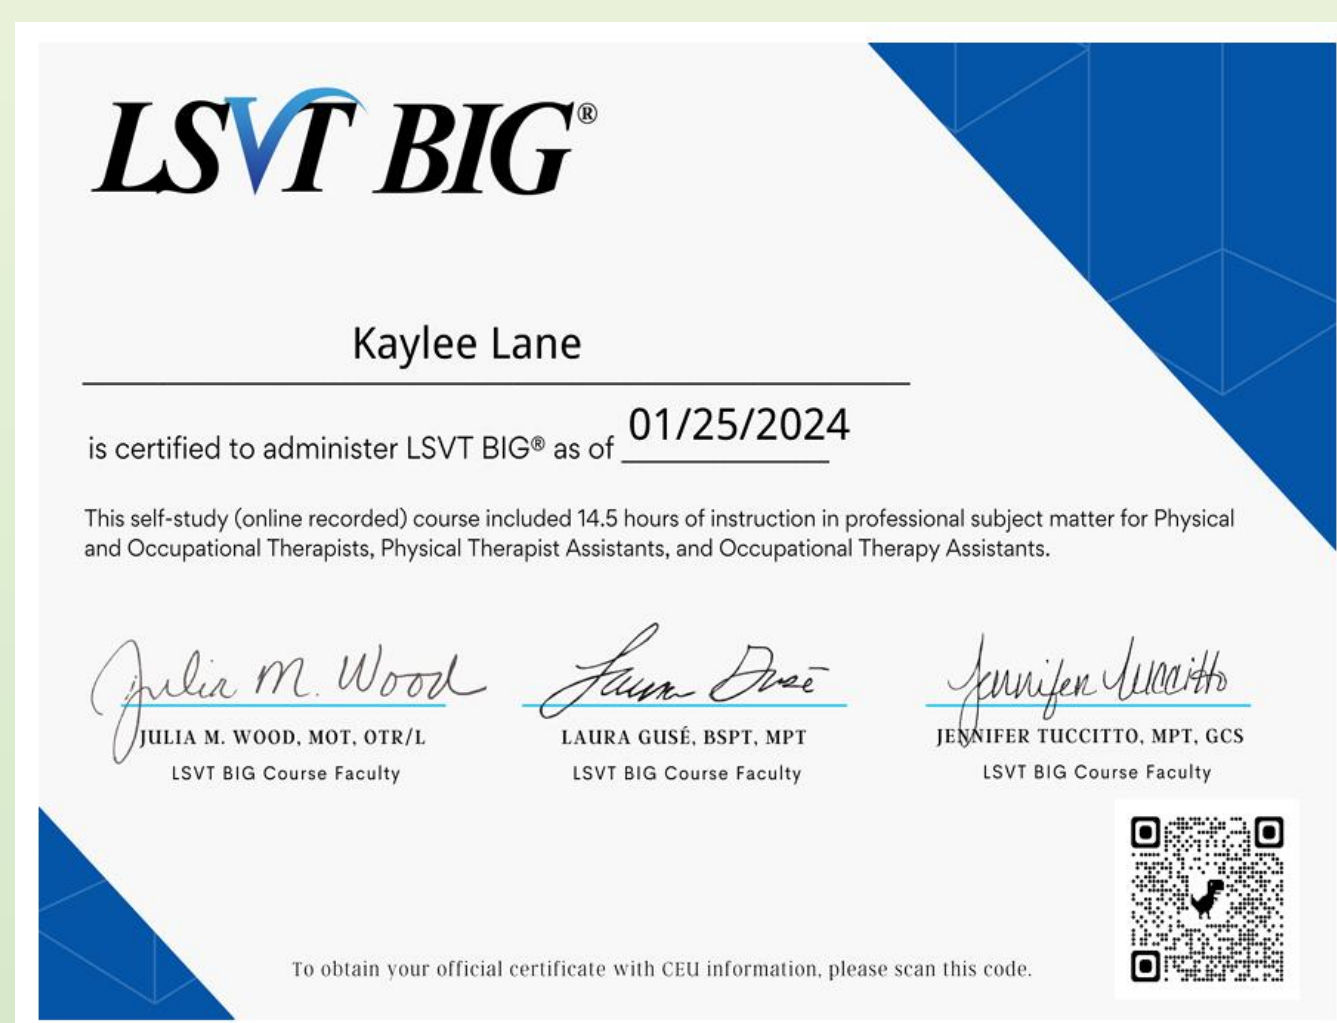 LSVT BIG®
Kaylee Lane
is certified to administer LSVT BIG® as of 01/25/2024
This self-study (online recorded) course included 14.5 hours of instruction in professional subject matter for Physical
and Occupational Therapists, Physical Therapist Assistants, and Occupational Therapy Assistants.
Julia M. Wood Laura Gusé Jennifer Tuccitto
JULIA M. WOOD, MOT, OTR/L LAURA GUSÉ, BSPT, MPT JENNIFER TUCCITTO, MPT, GCS
LSVT BIG Course Faculty LSVT BIG Course Faculty LSVT BIG Course Faculty
To obtain your official certificate with CEU information, please scan this code.